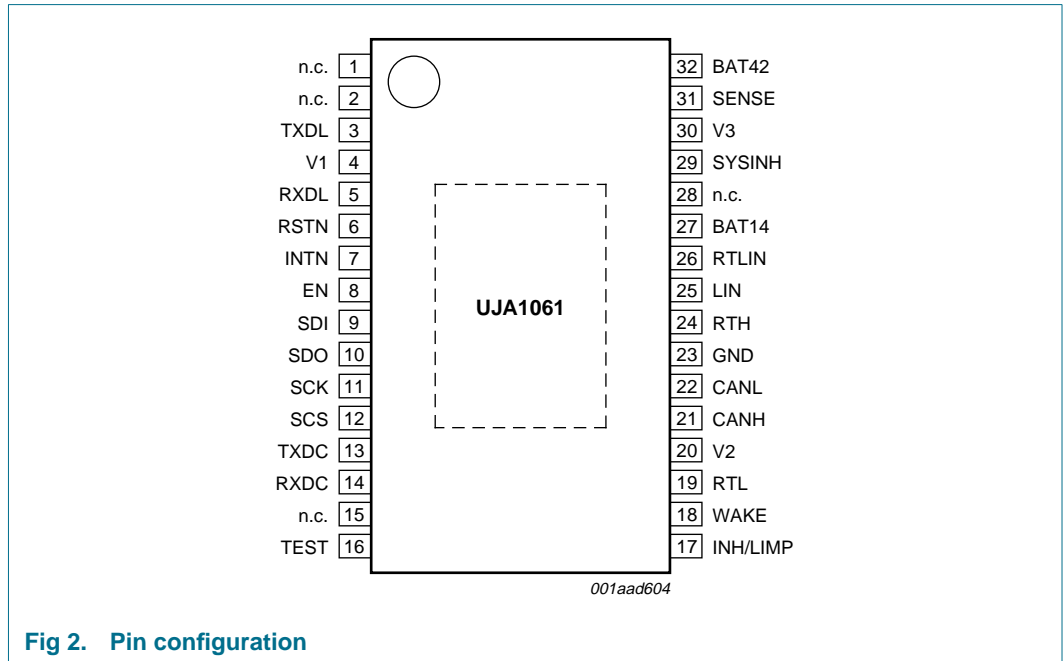 n.c. 1
n.c. 2
TXDL 3
V1 4
RXDL 5
RSTN 6
INTN 7
EN 8
SDI 9
SDO 10
SCK 11
SCS 12
TXDC 13
RXDC 14
n.c. 15
TEST 16
UJA1061
32 BAT42
31 SENSE
30 V3
29 SYSINH
28 n.c.
27 BAT14
26 RTLIN
25 LIN
24 RTH
23 GND
22 CANL
21 CANH
20 V2
19 RTL
18 WAKE
17 INH/LIMP
001aad604
Fig 2. Pin configuration